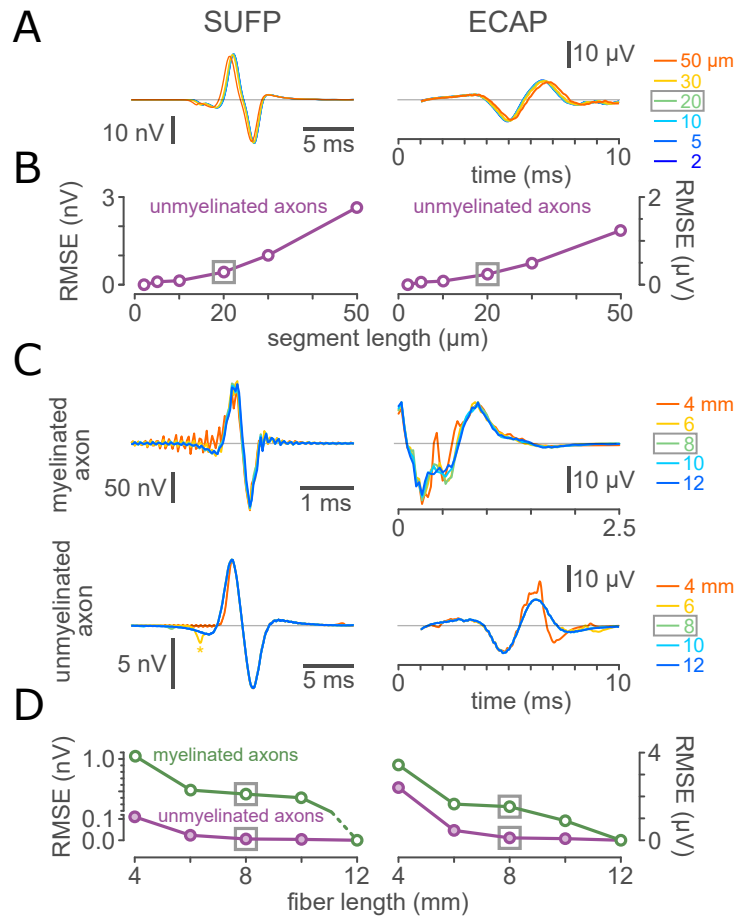 A
SUFP
ECAP
10 µV
50 µm
30
20
10
5
2
10 nV
5 ms
0
10
time (ms)
B
RMSE (nV)
3
0
unmyelinated axons
unmyelinated axons
2
0
RMSE (µV)
0
20
50
0
20
50
segment length (µm)
C
myelinated
axon
50 nV
1 ms
10 µV
0
2.5
4 mm
6
8
10
12
unmyelinated
axon
5 nV
*
5 ms
10 µV
0
10
time (ms)
4 mm
6
8
10
12
D
RMSE (nV)
1.0
0.1
0.0
myelinated axons
unmyelinated axons
4
0
RMSE (µV)
4
8
12
4
8
12
fiber length (mm)